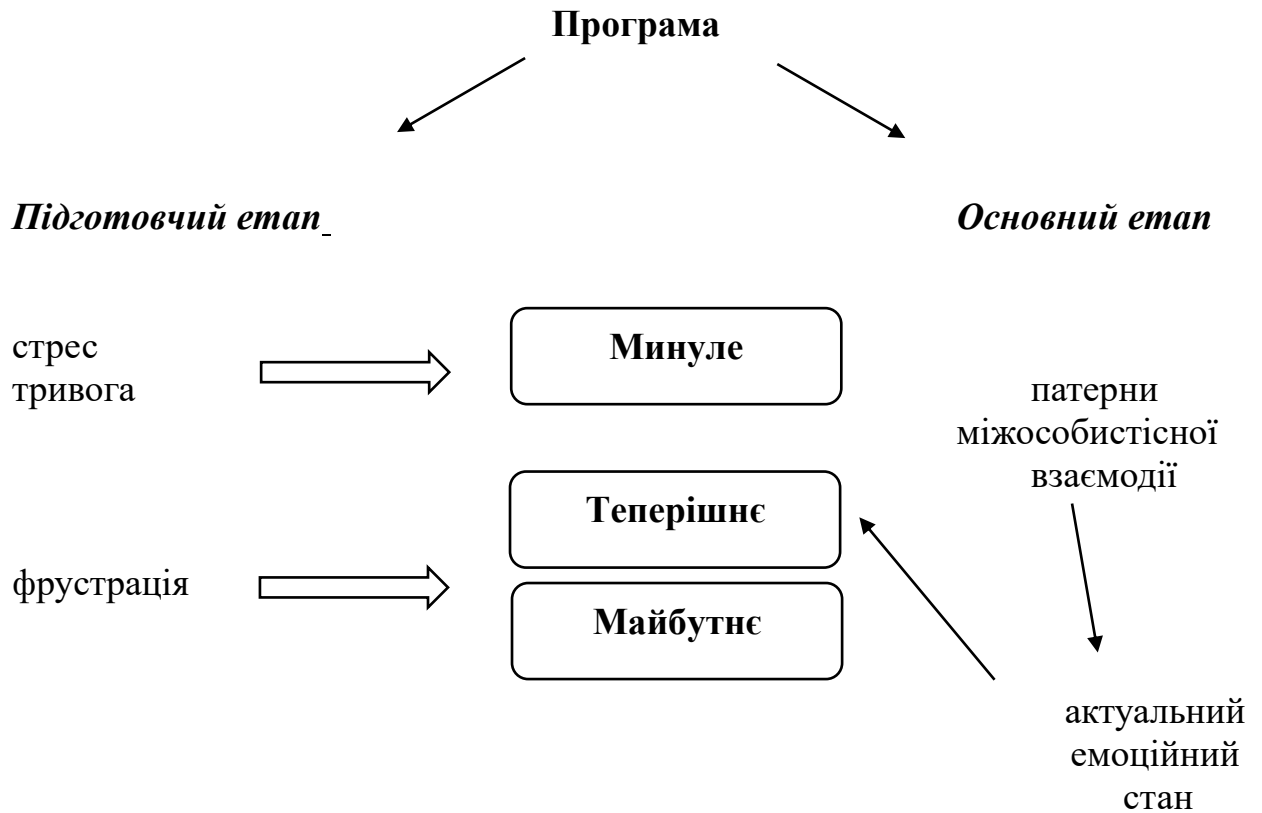 Програма
Підготовчий етап
Основний етап
стрес
тривога
Минуле
патерни
міжособистісної
взаємодії
Теперішнє
фрустрація
Майбутнє
актуальний
емоційний
стан